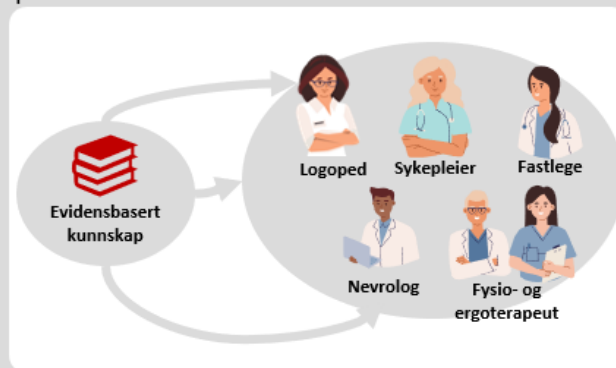 Logoped
Sykepleier
Fastlege
Evidensbasert
kunnskap
Nevrolog
Fysio- og
ergoterapeut